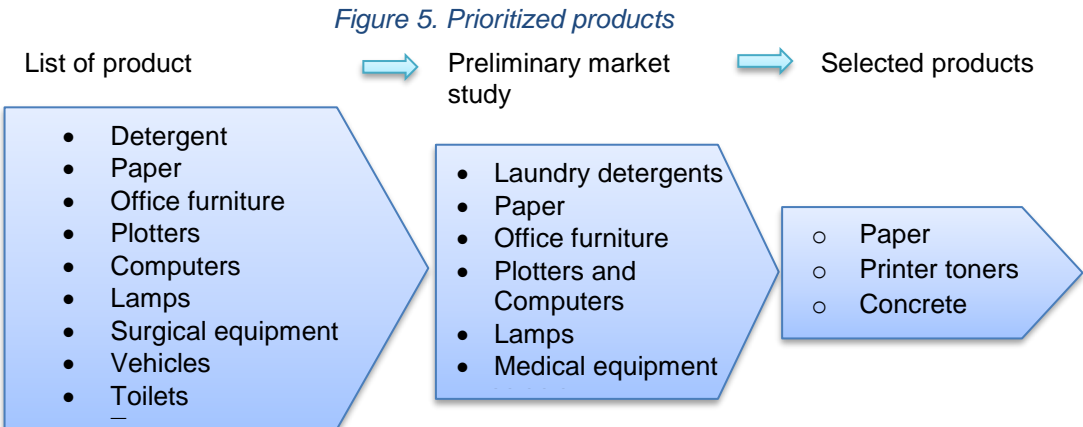 Figure 5. Prioritized products
List of product
Preliminary market
study
Selected products
• Detergent
• Paper
• Office furniture
• Plotters
• Computers
• Lamps
• Surgical equipment
• Vehicles
• Toilets
• Laundry detergents
• Paper
• Office furniture
• Plotters and
Computers
• Lamps
• Medical equipment
o Paper
o Printer toners
o Concrete